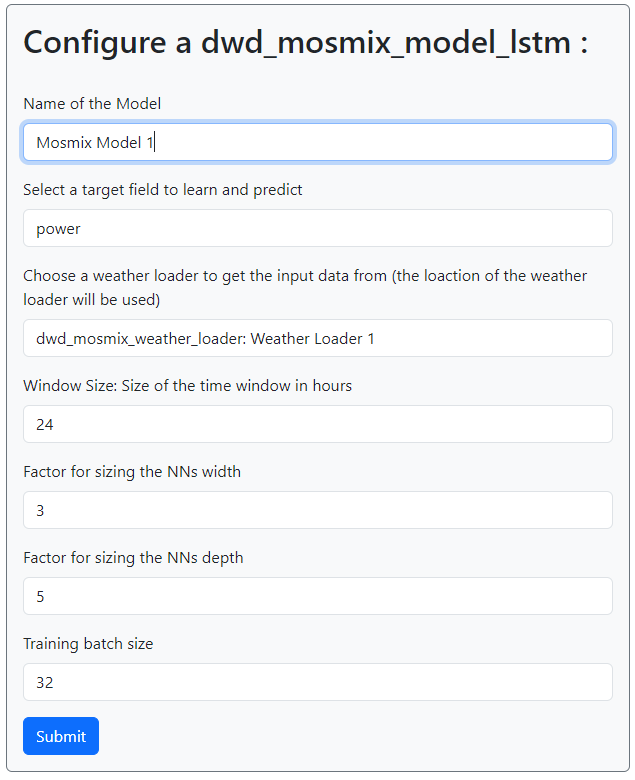 Configure a dwd_mosmix_model_lstm :
Name of the Model
Mosmix Model 1
Select a target field to learn and predict
power
Choose a weather loader to get the input data from (the loaction of the weather
loader will be used)
dwd_mosmix_weather_loader: Weather Loader 1
Window Size: Size of the time window in hours
24
Factor for sizing the NNs width
3
Factor for sizing the NNs depth
5
Training batch size
32
Submit